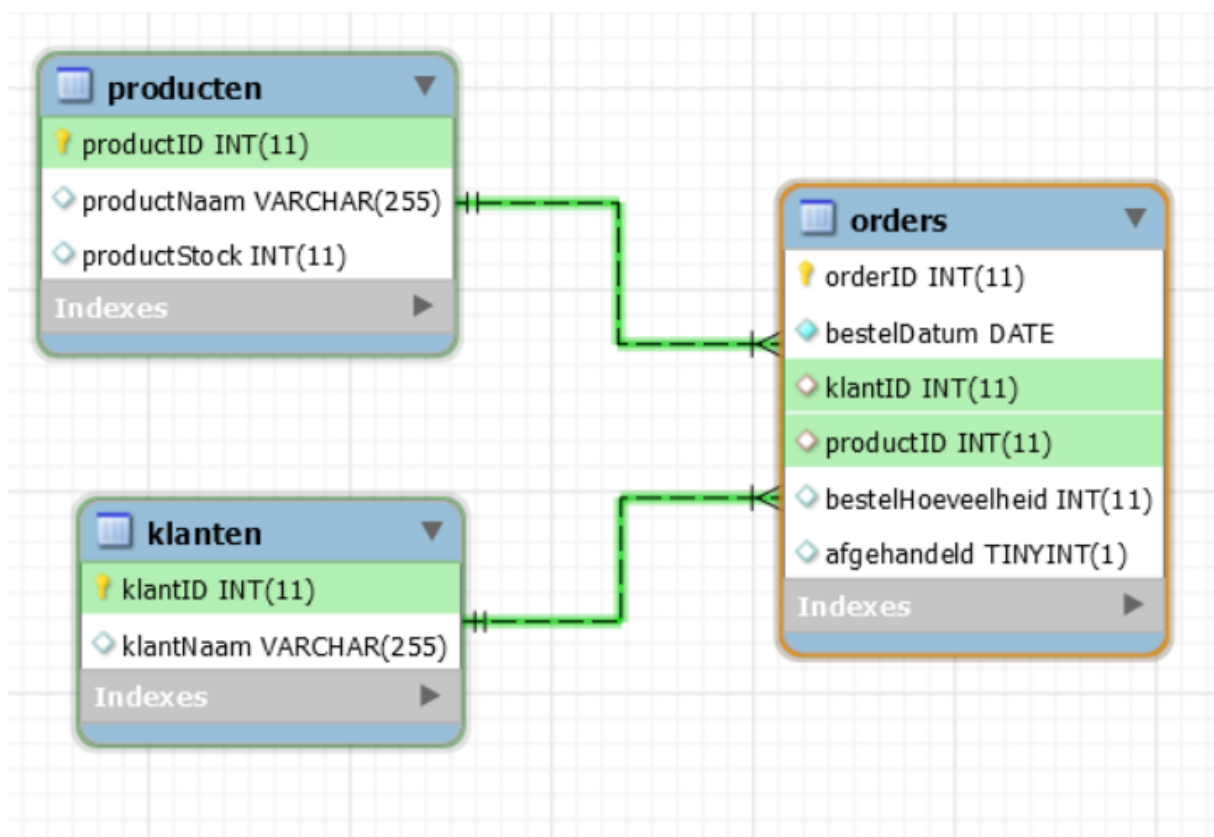 producten
productID INT(11)
productNaam VARCHAR(255)
productStock INT(11)
Indexes
klanten
klantID INT(11)
klantNaam VARCHAR(255)
Indexes
orders
orderID INT(11)
bestelDatum DATE
klantID INT(11)
productID INT(11)
bestelHoeveelheid INT(11)
afgehandeld TINYINT(1)
Indexes